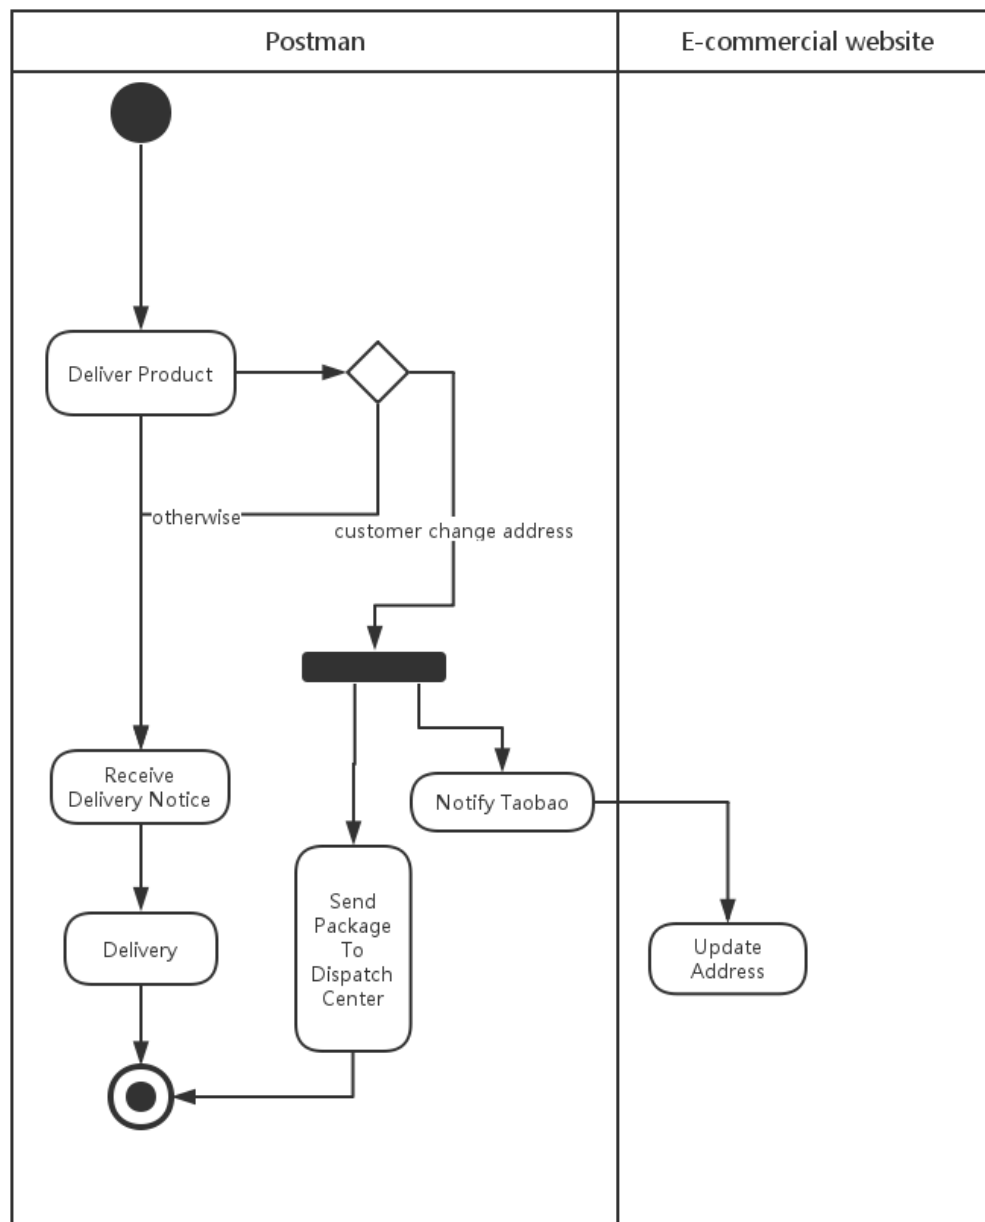 Postman
E-commercial website
Deliver Product
otherwise
customer change address
Receive
Delivery Notice
Notify Taobao
Send
Package
To
Dispatch
Center
Delivery
Update
Address